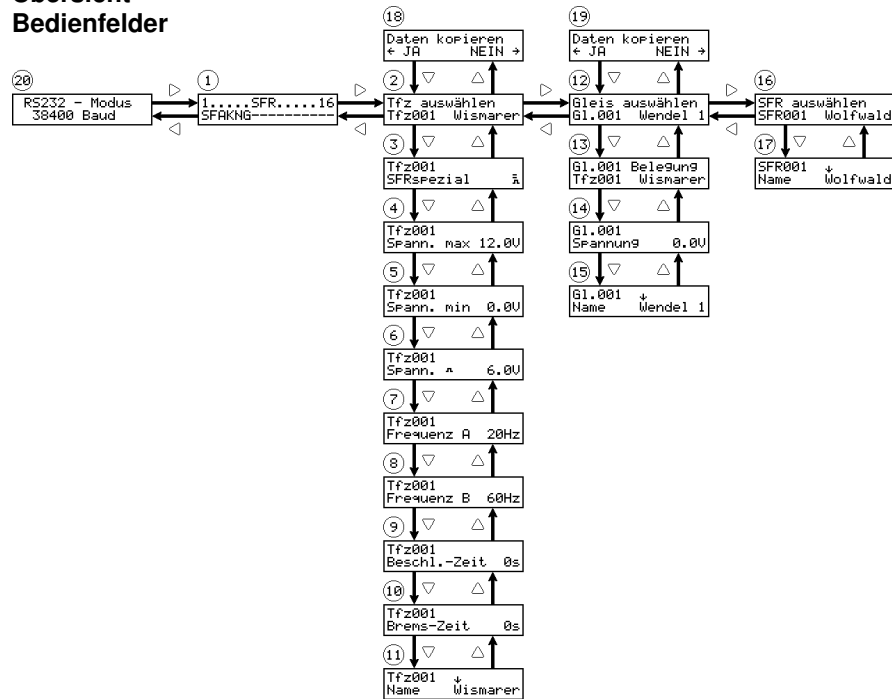 Übersicht
Bedienfelder
18
Daten kopieren
← JA NEIN →
19
Daten kopieren
← JA NEIN →
20
RS232 - Modus
38400 Baud
1
1.....SFR.....16
SFAKNG----------
2
Tfz auswählen
Tfz001 Wismarer
12
Gleis auswählen
Gl.001 Wendel 1
16
SFR auswählen
SFR001 Wolfwald
3
Tfz001
SFRspezial
13
Gl.001 Belegung
Tfz001 Wismarer
17
SFR001 ↓
Name Wolfwald
4
Tfz001
Spann. max 12.0V
14
Gl.001
Spannung 0.0V
5
Tfz001
Spann. min 0.0V
15
Gl.001 ↓
Name Wendel 1
6
Tfz001
Spann. 6.0V
7
Tfz001
Frequenz A 20Hz
8
Tfz001
Frequenz B 60Hz
9
Tfz001
Beschl.-Zeit 0s
10
Tfz001
Brems-Zeit 0s
11
Tfz001 ↓
Name Wismarer